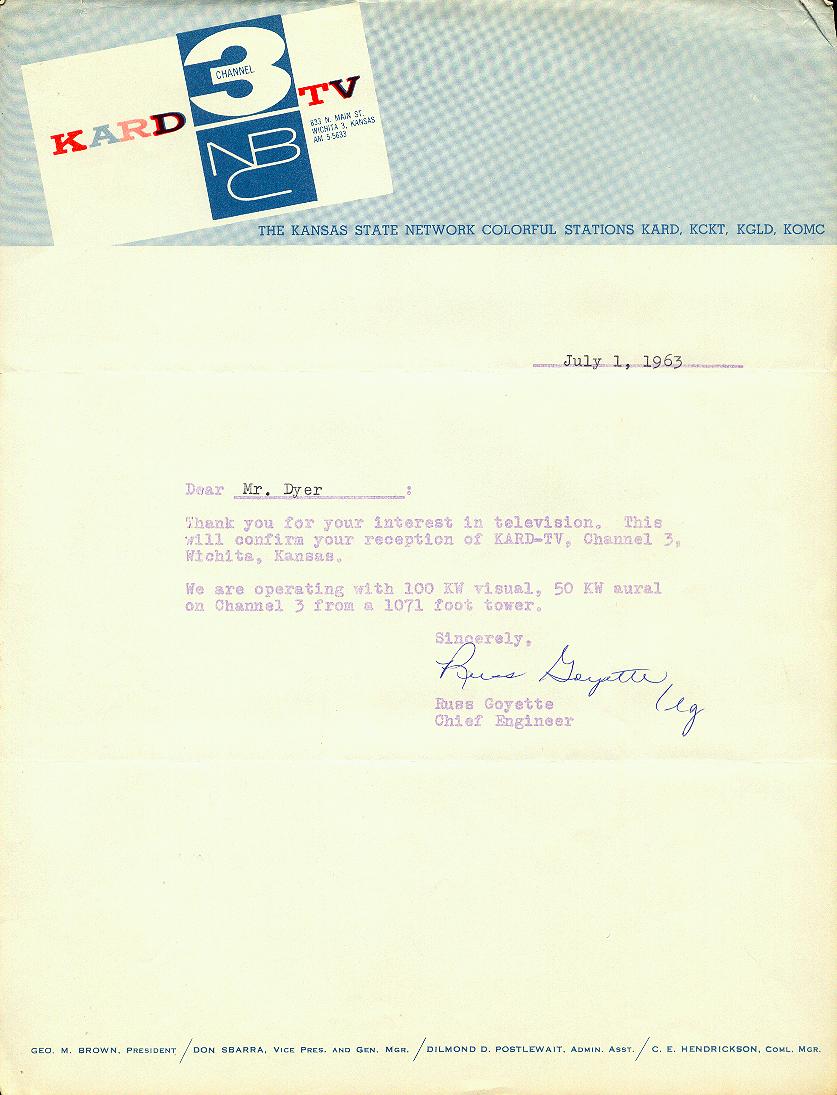 3
CHANNEL
KARD TV
833 N. MAIN ST.
WICHITA 3, KANSAS
AM 5-5633
NBC
THE KANSAS STATE NETWORK COLORFUL STATIONS KARD, KCKT, KGLD, KOMC
July 1, 1963
Dear Mr. Dyer :
Thank you for your interest in television. This
will confirm your reception of KARD-TV, Channel 3,
Wichita, Kansas.
We are operating with 100 KW visual, 50 KW aural
on Channel 3 from a 1071 foot tower.
Sincerely,
Russ Goyette
Russ Goyette
Chief Engineer
GEO. M. BROWN, PRESIDENT / DON SBARRA, VICE PRES. AND GEN. MGR. / DILMOND D. POSTLEWAIT, ADMIN. ASST. / C. E. HENDRICKSON, COML. MGR.